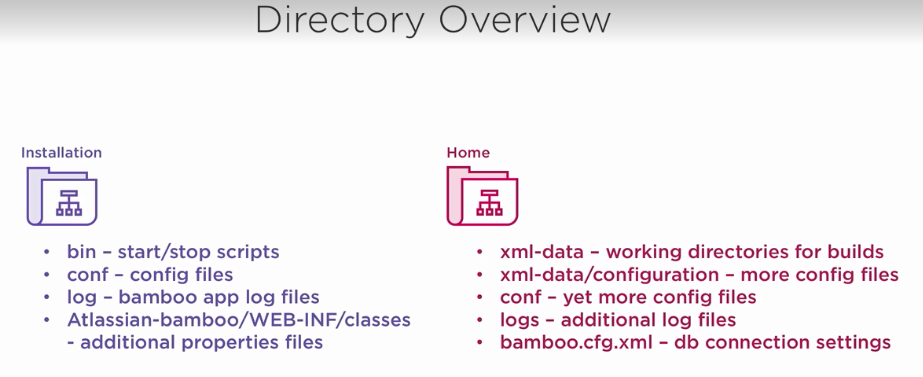 Directory Overview
Installation
• bin – start/stop scripts
• conf – config files
• log – bamboo app log files
• Atlassian-bamboo/WEB-INF/classes
- additional properties files
Home
• xml-data – working directories for builds
• xml-data/configuration – more config files
• conf – yet more config files
• logs – additional log files
• bamboo.cfg.xml – db connection settings